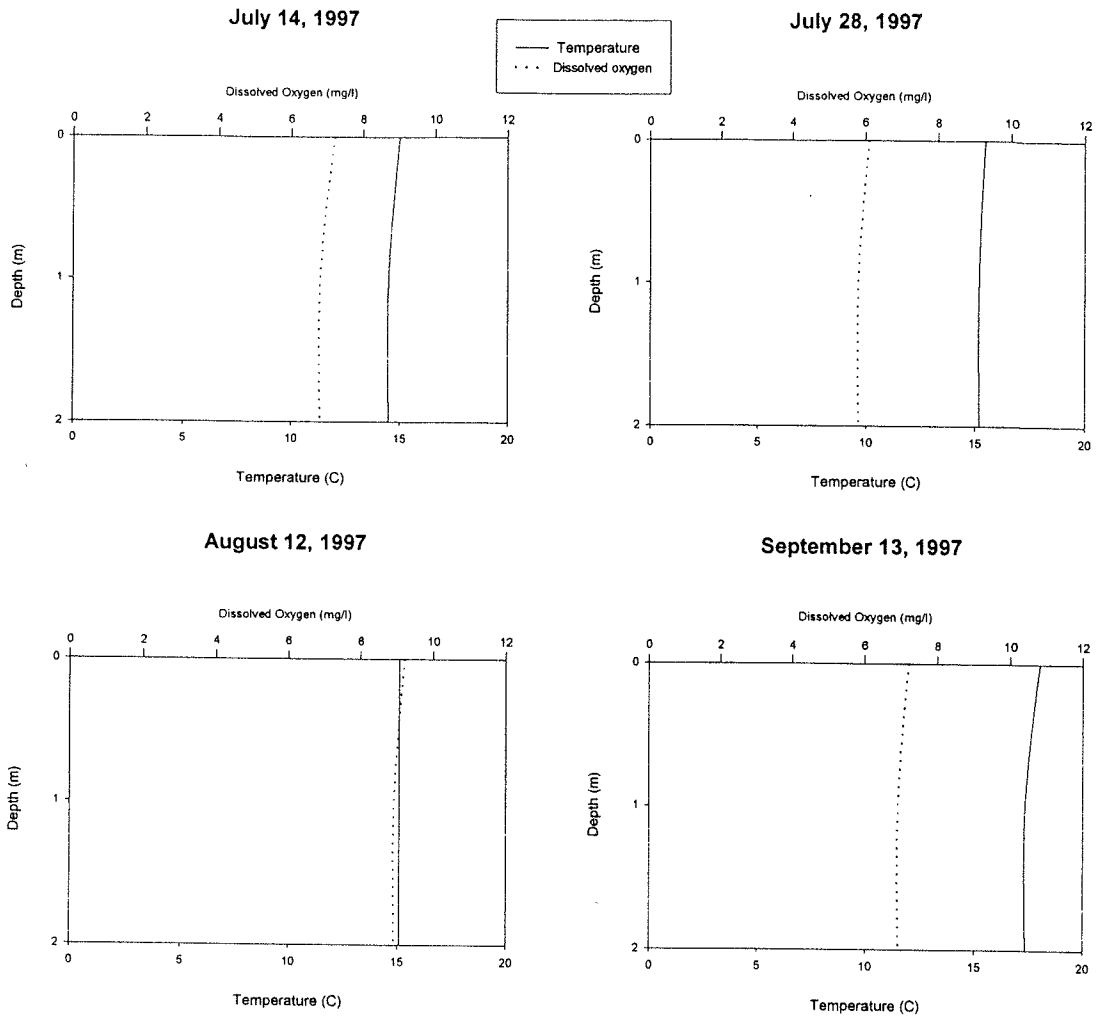 July 14, 1997
Temperature
Dissolved oxygen
July 28, 1997
Dissolved Oxygen (mg/l)
0 2 4 6 8 10 12
0
1
2
Depth (m)
0 5 10 15 20
Temperature (C)
Dissolved Oxygen (mg/l)
0 2 4 6 8 10 12
0
1
2
Depth (m)
0 5 10 15 20
Temperature (C)
August 12, 1997
Dissolved Oxygen (mg/l)
0 2 4 6 8 10 12
0
1
2
Depth (m)
0 5 10 15 20
Temperature (C)
September 13, 1997
Dissolved Oxygen (mg/l)
0 2 4 6 8 10 12
0
1
2
Depth (m)
0 5 10 15 20
Temperature (C)